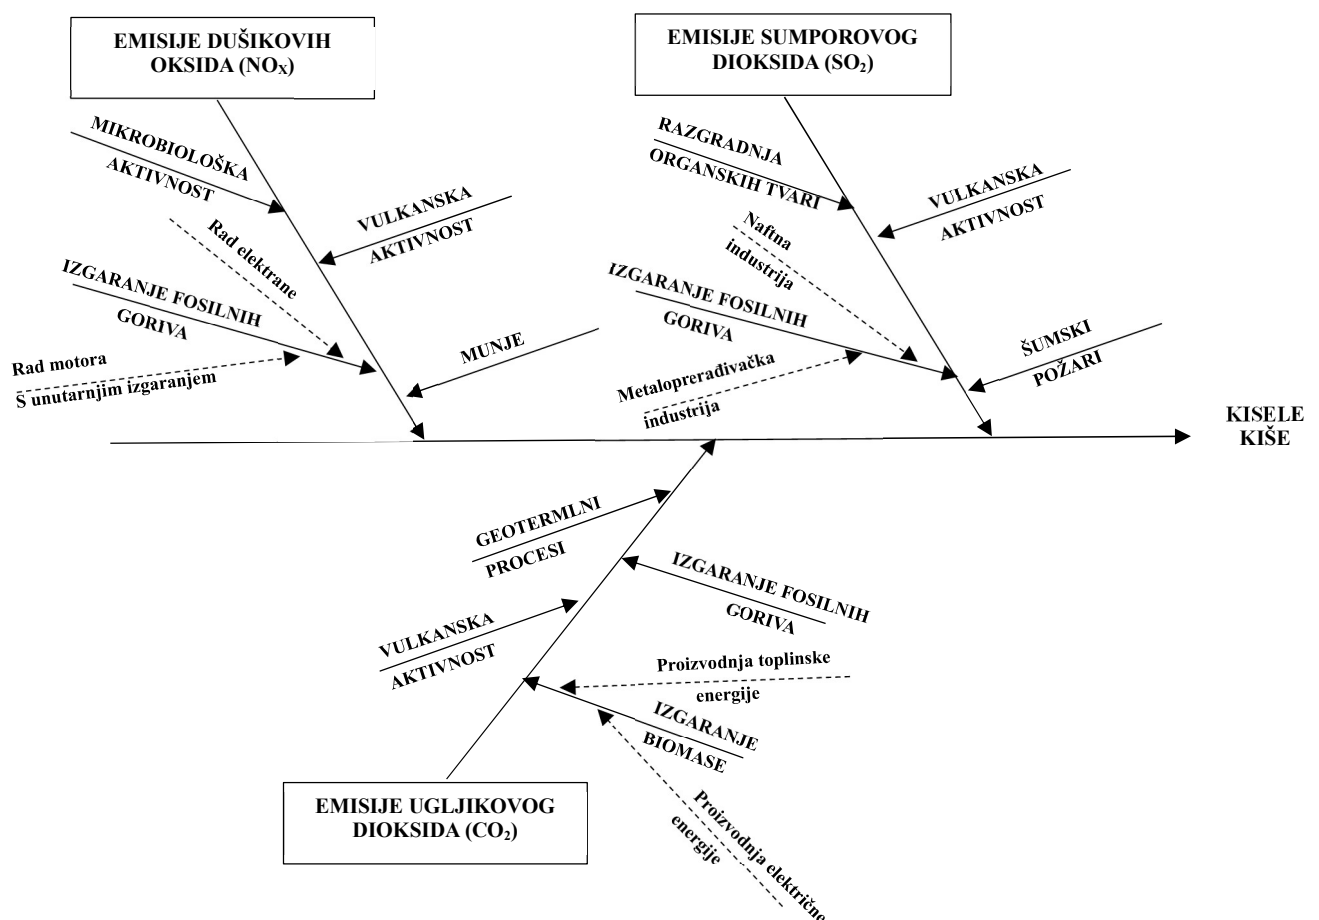 EMISIJE DUŠIKOVIH
OKSIDA (NOX)
EMISIJE SUMPOROVOG
DIOKSIDA (SO2)
MIKROBIOLOŠKA
AKTIVNOST
VULKANSKA
AKTIVNOST
Rad elektrane
IZGARANJE FOSILNIH
GORIVA
MUNJE
Rad motora
S unutarnjim izgaranjem
RAZGRADNJA
ORGANSKIH TVARI
VULKANSKA
AKTIVNOST
Naftna
industrija
IZGARANJE FOSILNIH
GORIVA
ŠUMSKI
POŽARI
Metaloprerađivačka
industrija
KISELE
KIŠE
GEOTERMLNI
PROCESI
IZGARANJE FOSILNIH
GORIVA
VULKANSKA
AKTIVNOST
Proizvodnja toplinske
energije
IZGARANJE
BIOMASE
Proizvodnja električne
energije
EMISIJE UGLJIKOVOG
DIOKSIDA (CO2)